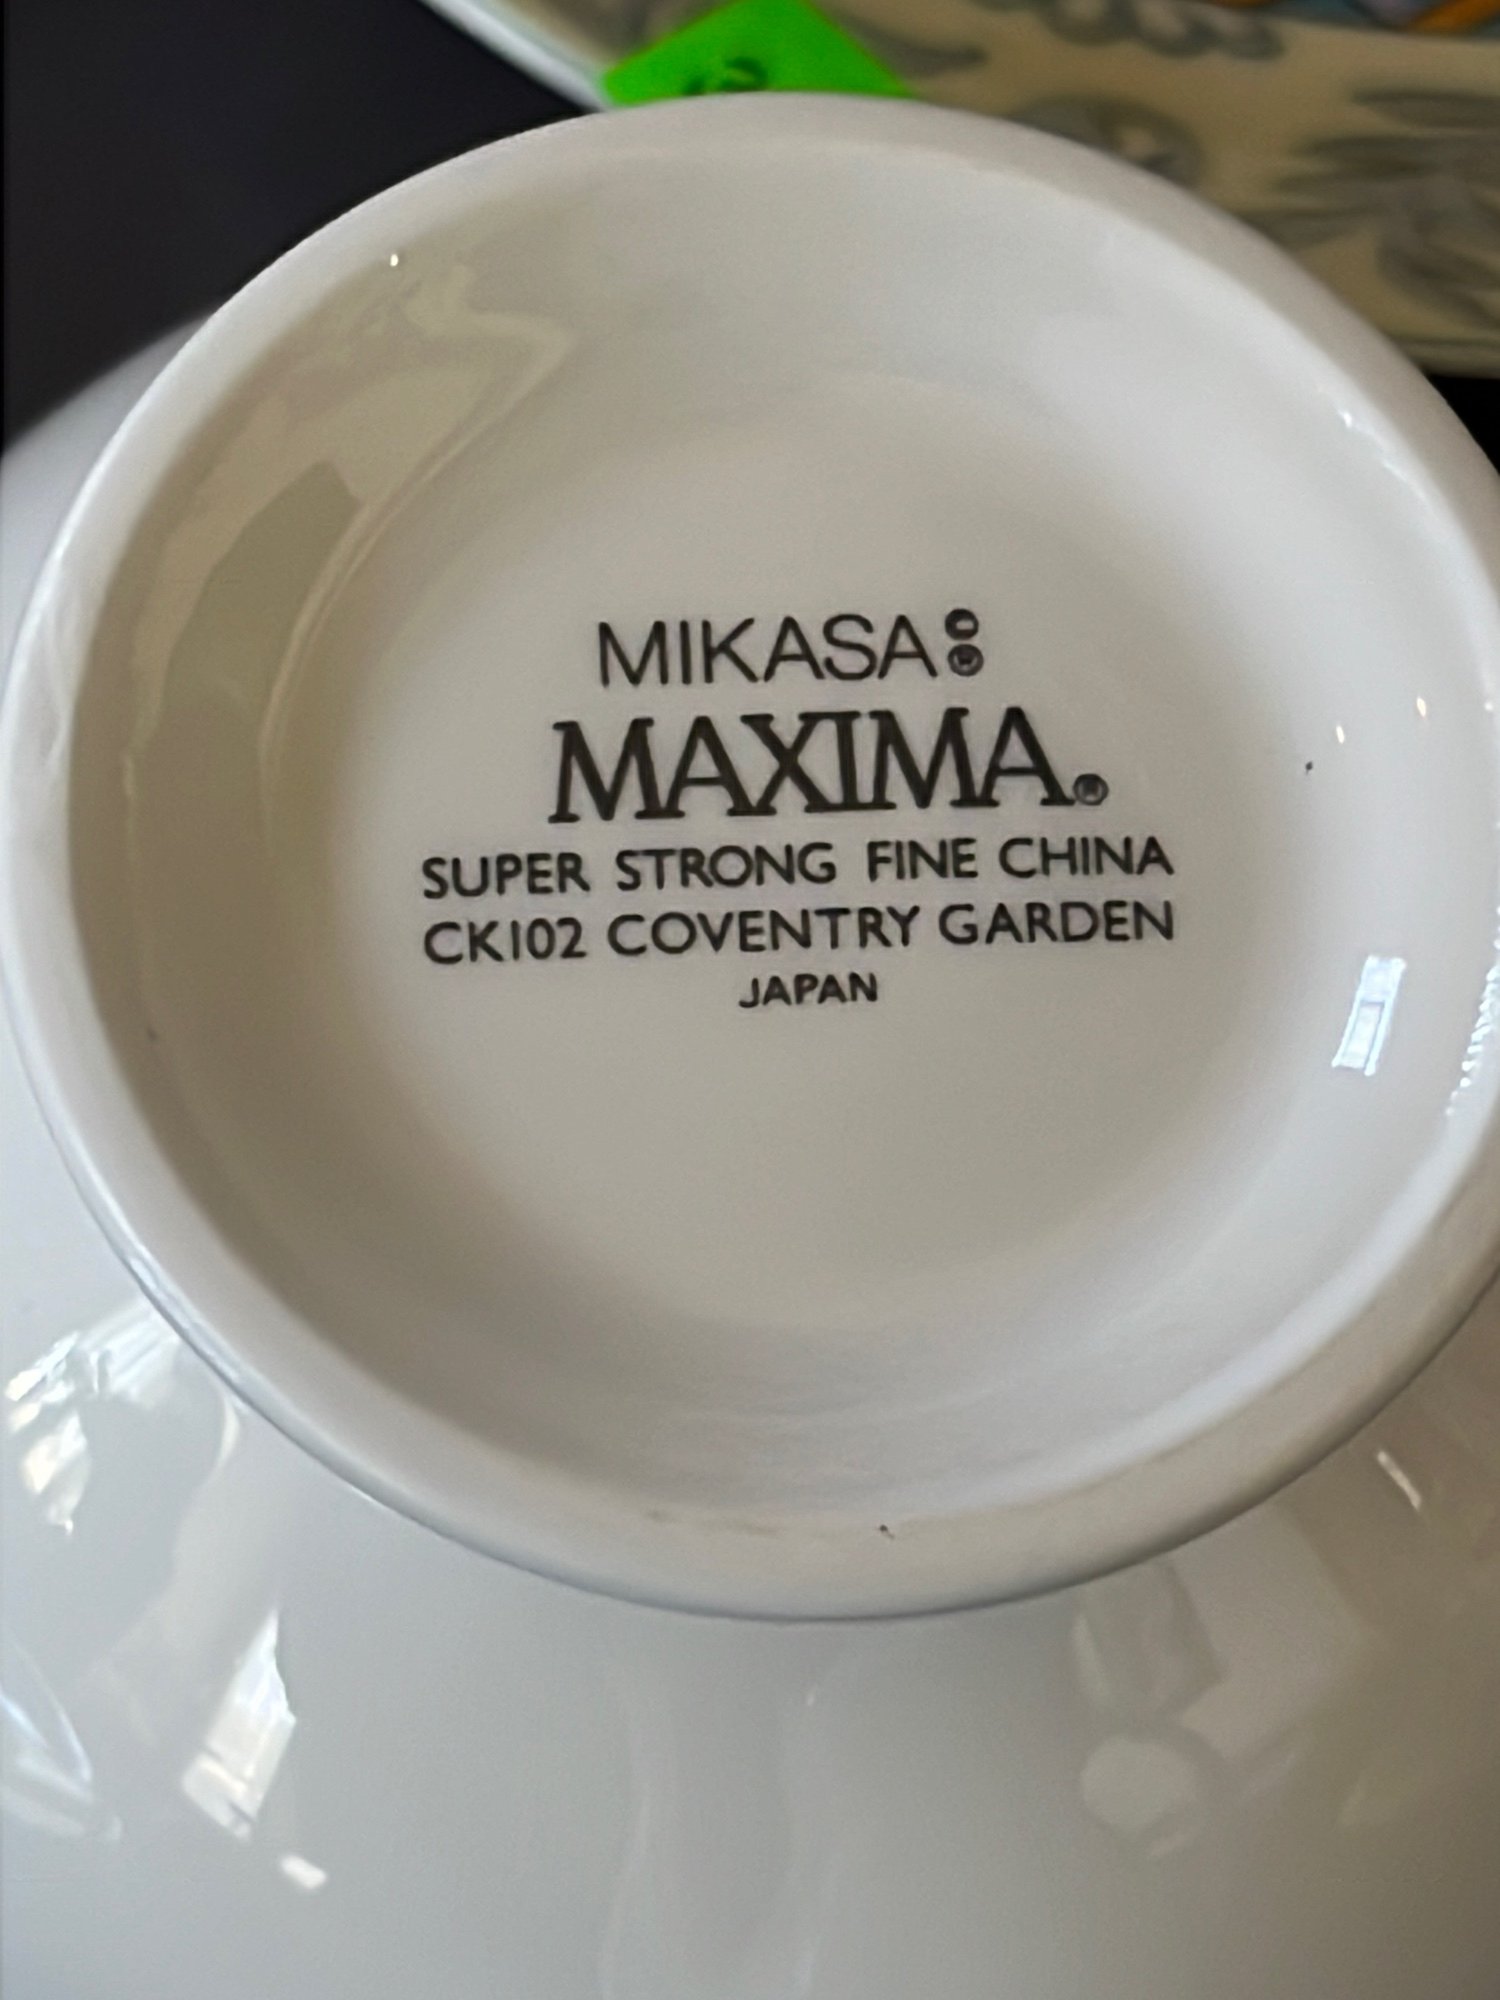 MIKASA©®
MAXIMA®
SUPER STRONG FINE CHINA
CK102 COVENTRY GARDEN
JAPAN